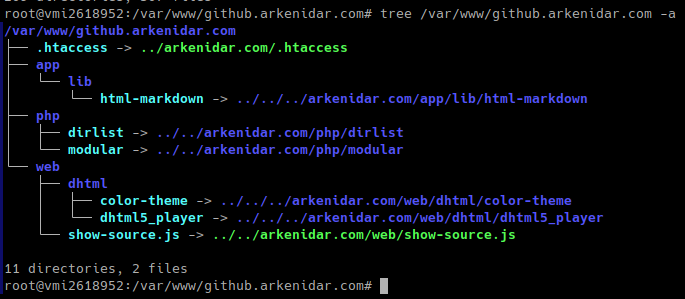 root@vmi2618952:/var/www/github.arkenidar.com# tree /var/www/github.arkenidar.com -a
/var/www/github.arkenidar.com
├── .htaccess -> ../arkenidar.com/.htaccess
├── app
│   └── lib
│       └── html-markdown -> ../../../arkenidar.com/app/lib/html-markdown
├── php
│   ├── dirlist -> ../../arkenidar.com/php/dirlist
│   └── modular -> ../../arkenidar.com/php/modular
└── web
    ├── dhtml
    │   ├── color-theme -> ../../../arkenidar.com/web/dhtml/color-theme
    │   └── dhtml5_player -> ../../../arkenidar.com/web/dhtml/dhtml5_player
    └── show-source.js -> ../../arkenidar.com/web/show-source.js

11 directories, 2 files
root@vmi2618952:/var/www/github.arkenidar.com#